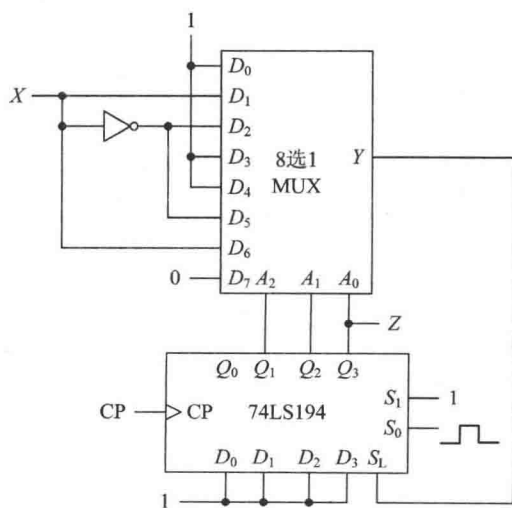 1
X
D₀
D₁
D₂
D₃
D₄
D₅
D₆
0 D₇
8选1
MUX
Y
A₂ A₁ A₀
Z
Q₀ Q₁ Q₂ Q₃
CP CP 74LS194
S₁ 1
S₀
D₀ D₁ D₂ D₃ S_L
1